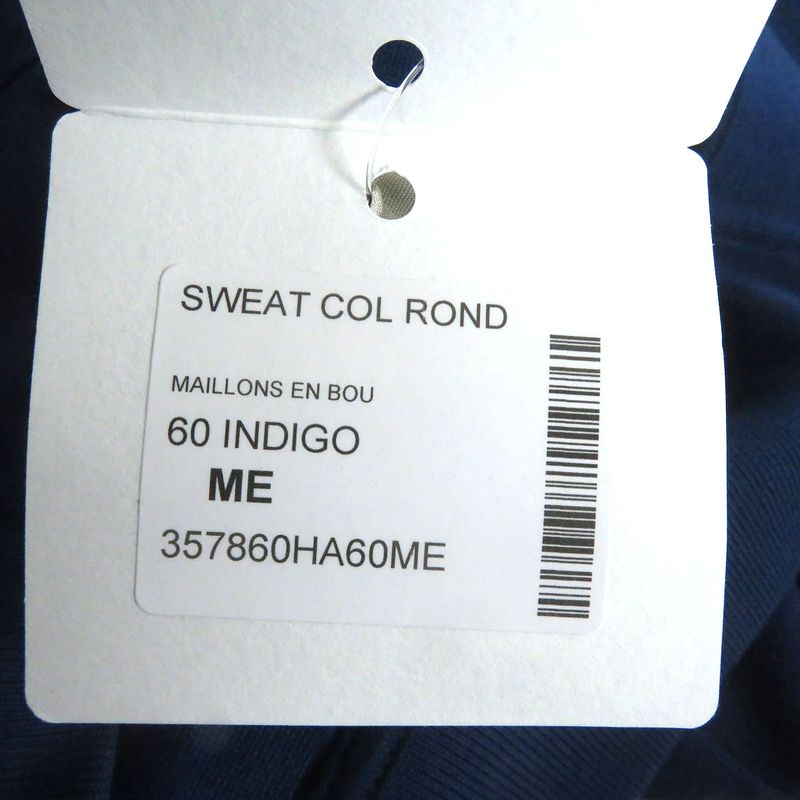 SWEAT COL ROND
MAILLONS EN BOU
60 INDIGO
ME
357860HA60ME